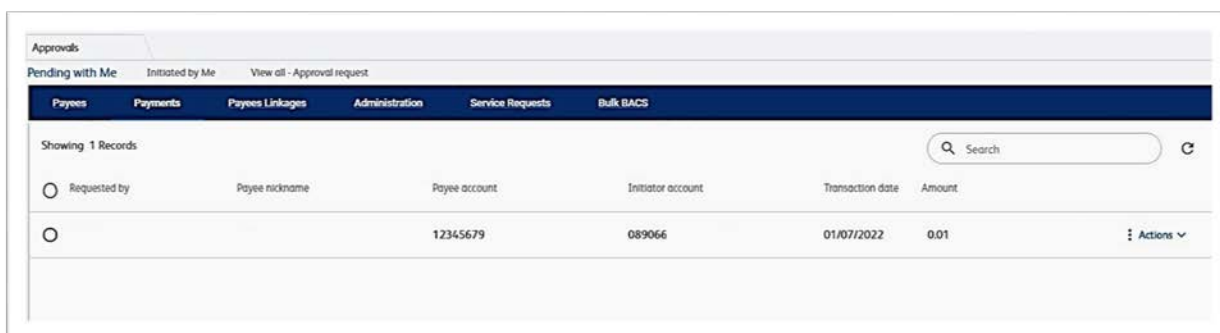 Approvals
Pending with Me Initiated by Me View all - Approval request
Payees Payments Payees Linkages Administration Service Requests Bulk BACS
Showing 1 Records Search
Requested by Payee nickname Payee account Initiator account Transaction date Amount
12345679 089066 01/07/2022 0.01 Actions